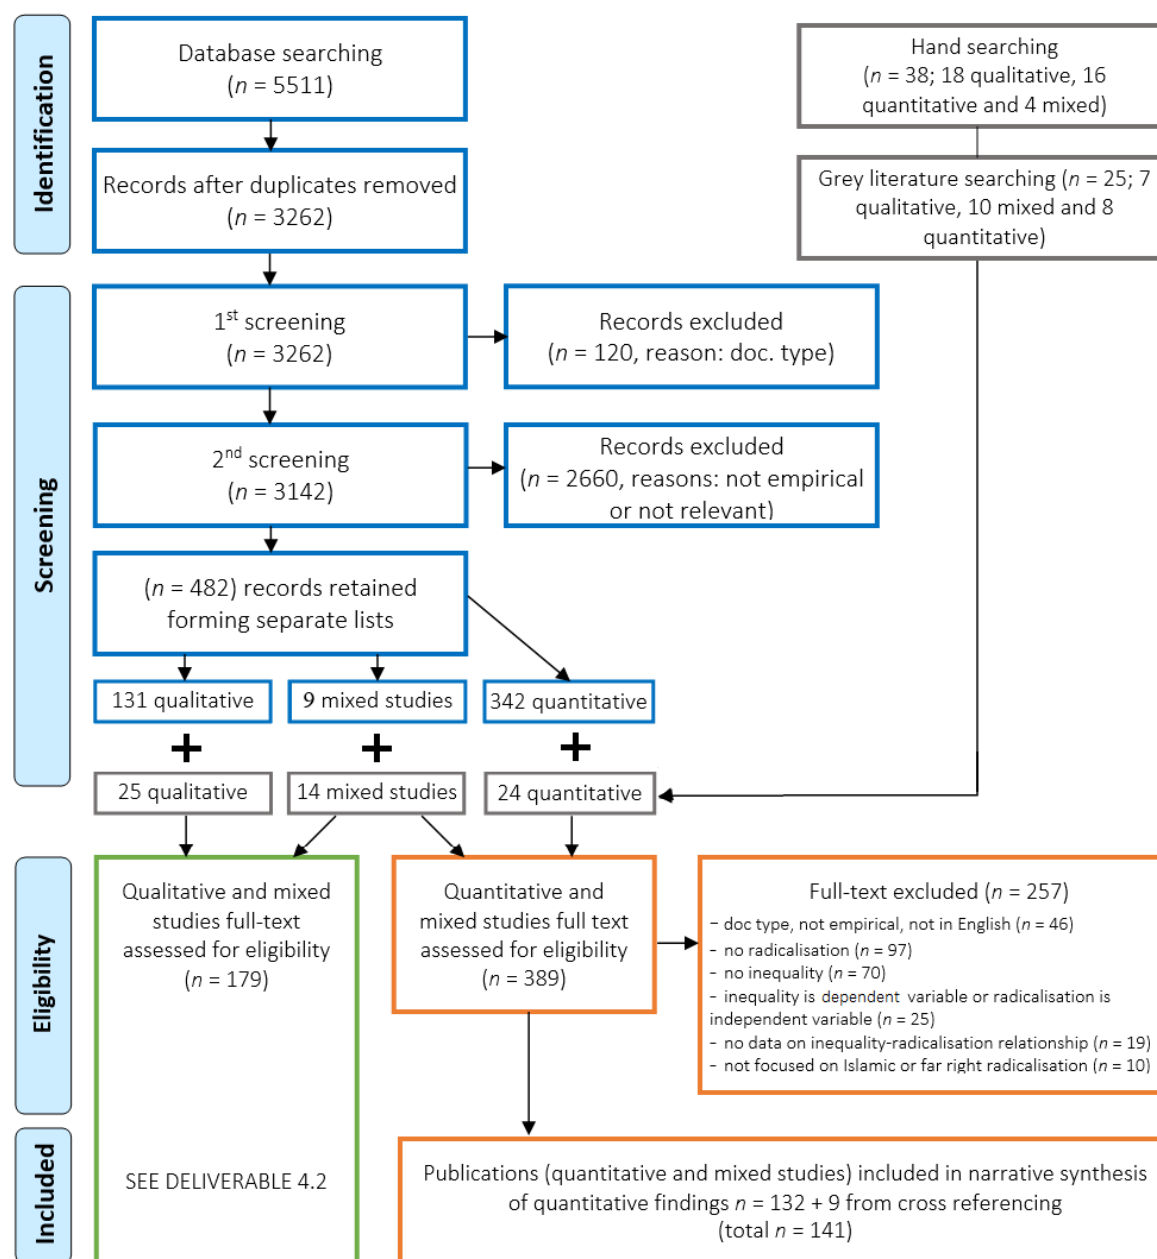 Identification
Database searching
(n = 5511)
Hand searching
(n = 38; 18 qualitative, 16
quantitative and 4 mixed)
Records after duplicates removed
(n = 3262)
Grey literature searching (n = 25; 7
qualitative, 10 mixed and 8
quantitative)
Screening
1st screening
(n = 3262)
Records excluded
(n = 120, reason: doc. type)
2nd screening
(n = 3142)
Records excluded
(n = 2660, reasons: not empirical
or not relevant)
(n = 482) records retained
forming separate lists
131 qualitative
9 mixed studies
342 quantitative
+
+
+
25 qualitative
14 mixed studies
24 quantitative
Eligibility
Qualitative and mixed
studies full-text
assessed for eligibility
(n = 179)
Quantitative and
mixed studies full text
assessed for eligibility
(n = 389)
Full-text excluded (n = 257)
- doc type, not empirical, not in English (n = 46)
- no radicalisation (n = 97)
- no inequality (n = 70)
- inequality is dependent variable or radicalisation is
independent variable (n = 25)
- no data on inequality-radicalisation relationship (n = 19)
- not focused on Islamic or far right radicalisation (n = 10)
Included
SEE DELIVERABLE 4.2
Publications (quantitative and mixed studies) included in narrative synthesis
of quantitative findings n = 132 + 9 from cross referencing
(total n = 141)